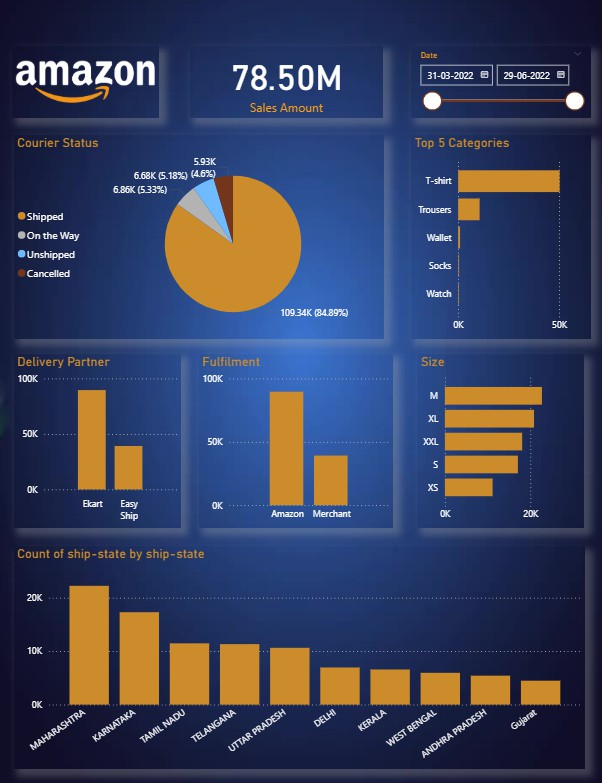 amazon
78.50M
Sales Amount
Date
31-03-2022
29-06-2022
Courier Status
Shipped
On the Way
Unshipped
Cancelled
5.93K
(4.6%)
6.68K (5.18%)
6.86K (5.33%)
109.34K (84.89%)
Top 5 Categories
T-shirt
Trousers
Wallet
Socks
Watch
0K 50K
Delivery Partner
100K
50K
0K
Ekart Easy
Ship
Fulfilment
100K
50K
0K
Amazon Merchant
Size
M
XL
XXL
S
XS
0K 20K
Count of ship-state by ship-state
20K
10K
0K
MAHARASHTRA
KARNATAKA
TAMIL NADU
TELANGANA
UTTAR PRADESH
DELHI
KERALA
WEST BENGAL
ANDHRA PRADESH
Gujarat